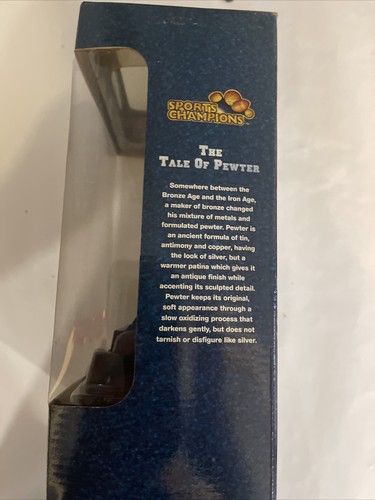 SPORTS
CHAMPIONS
THE
TALE OF PEWTER
Somewhere between the
Bronze Age and the Iron Age,
a maker of bronze changed
his mixture of metals and
formulated pewter. Pewter is
an ancient formula of tin,
antimony and copper, having
the look of silver, but a
warmer patina which gives it
an antique finish while
accenting its sculpted detail.
Pewter keeps its original,
soft appearance through a
slow oxidizing process that
darkens gently, but does not
tarnish or disfigure like silver.